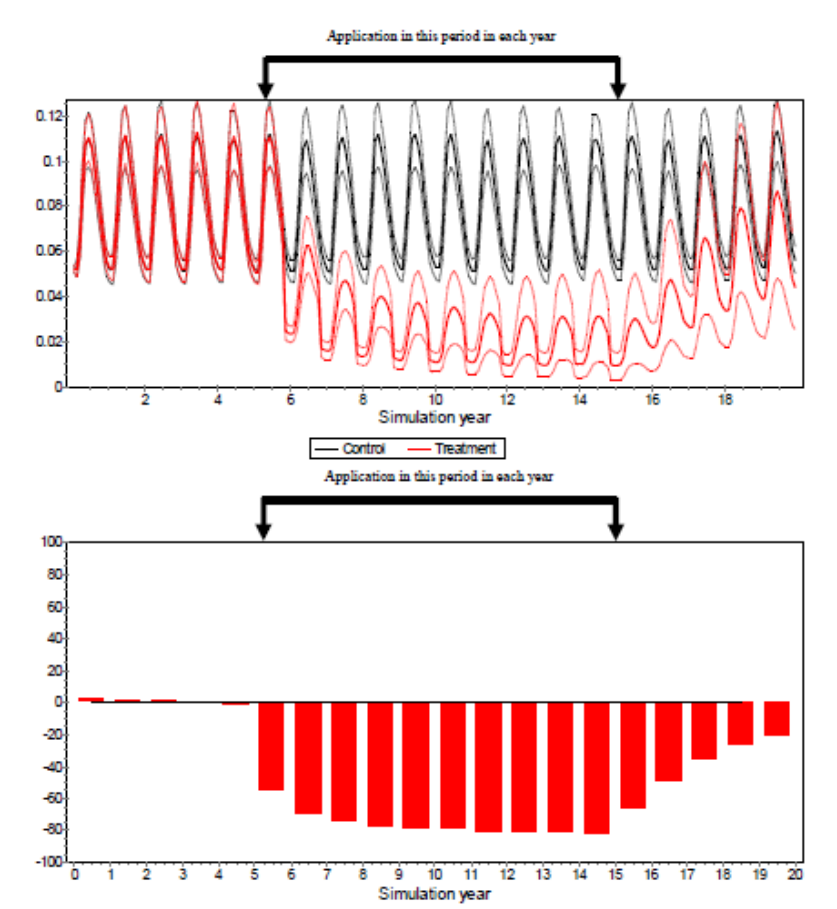 Application in this period in each year
0.12
0.1
0.08
0.06
0.04
0.02
0
2 4 6 8 10 12 14 16 18
Simulation year
Control Treatment
Application in this period in each year
100
80
60
40
20
0
-20
-40
-60
-80
-100
0 1 2 3 4 5 6 7 8 9 10 11 12 13 14 15 16 17 18 19 20
Simulation year